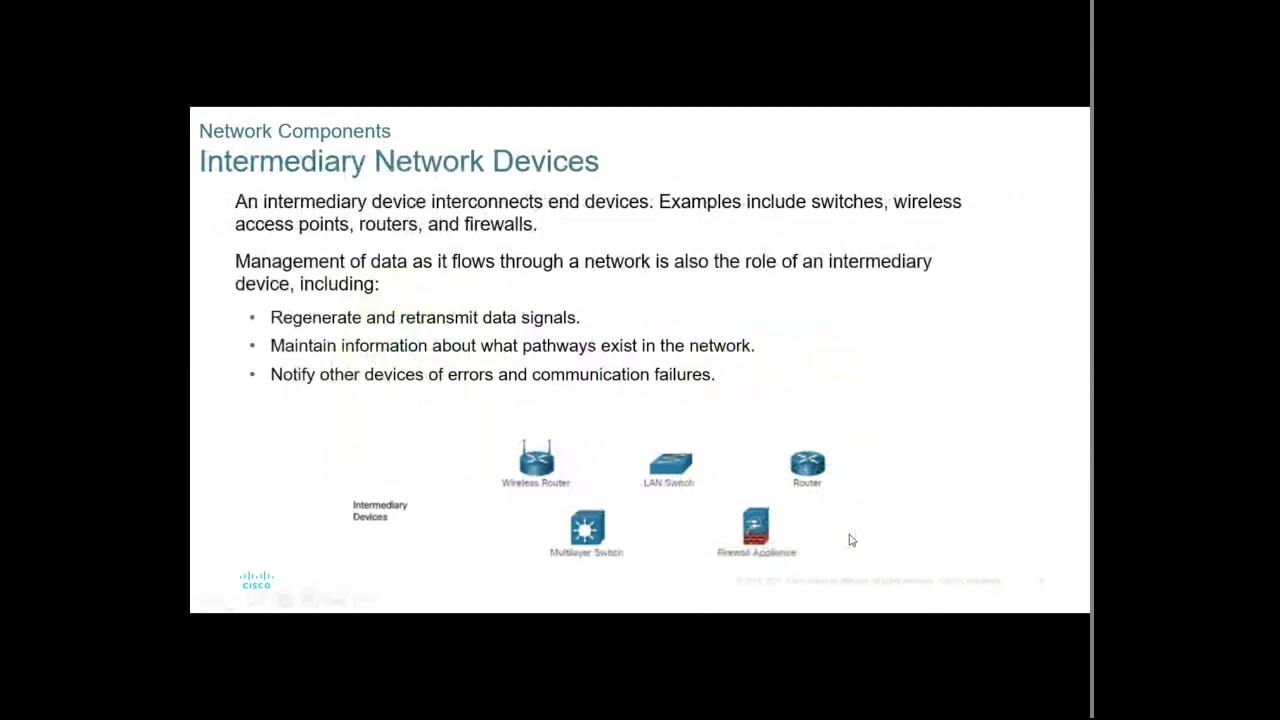 Network Components
Intermediary Network Devices
An intermediary device interconnects end devices. Examples include switches, wireless
access points, routers, and firewalls.
Management of data as it flows through a network is also the role of an intermediary
device, including:
• Regenerate and retransmit data signals.
• Maintain information about what pathways exist in the network.
• Notify other devices of errors and communication failures.
Wireless Router
LAN Switch
Router
Intermediary
Devices
Multilayer Switch
Firewall Appliance
CISCO